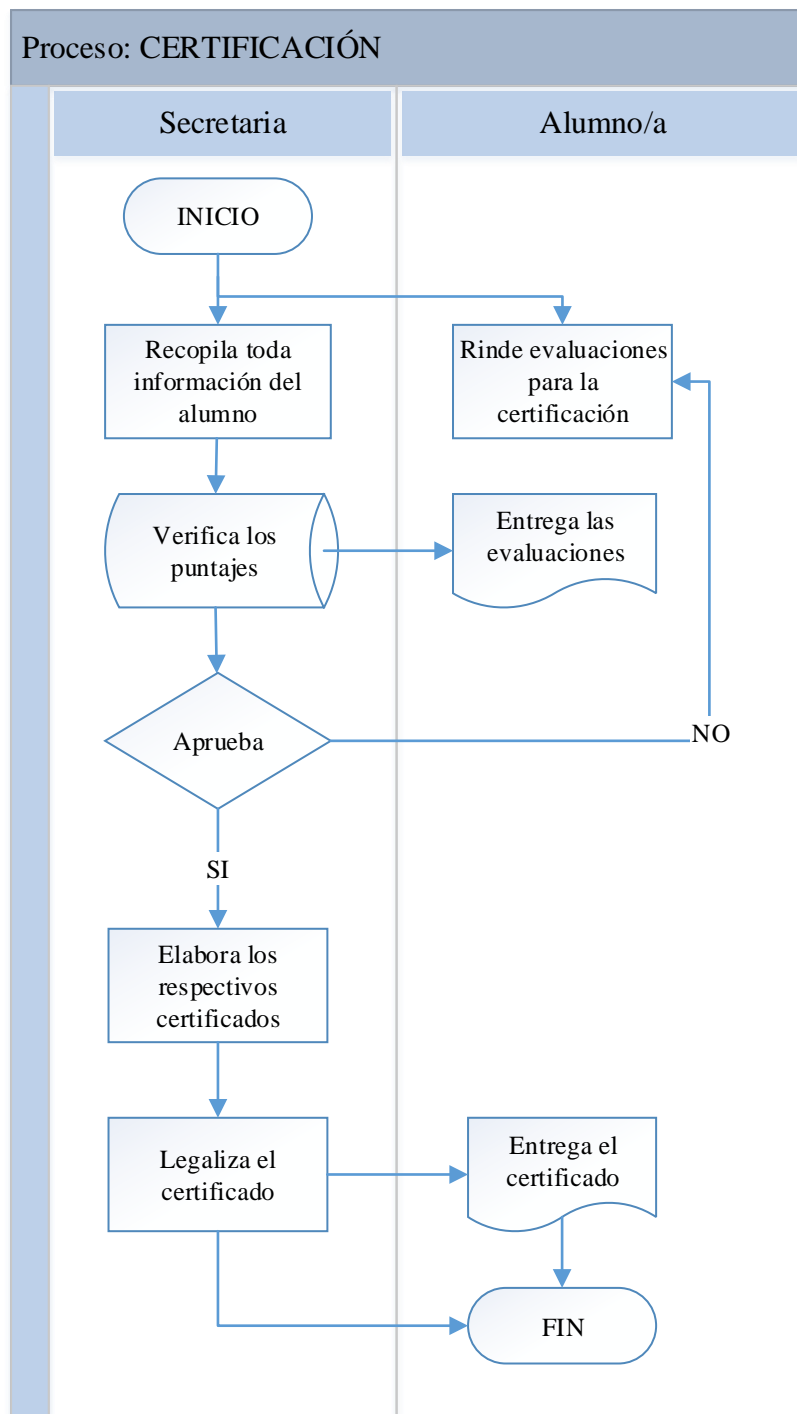 Proceso: CERTIFICACIÓN
Secretaria
Alumno/a
INICIO
Recopila toda
información del
alumno
Rinde evaluaciones
para la
certificación
Verifica los
puntajes
Entrega las
evaluaciones
Aprueba
NO
SI
Elabora los
respectivos
certificados
Legaliza el
certificado
Entrega el
certificado
FIN